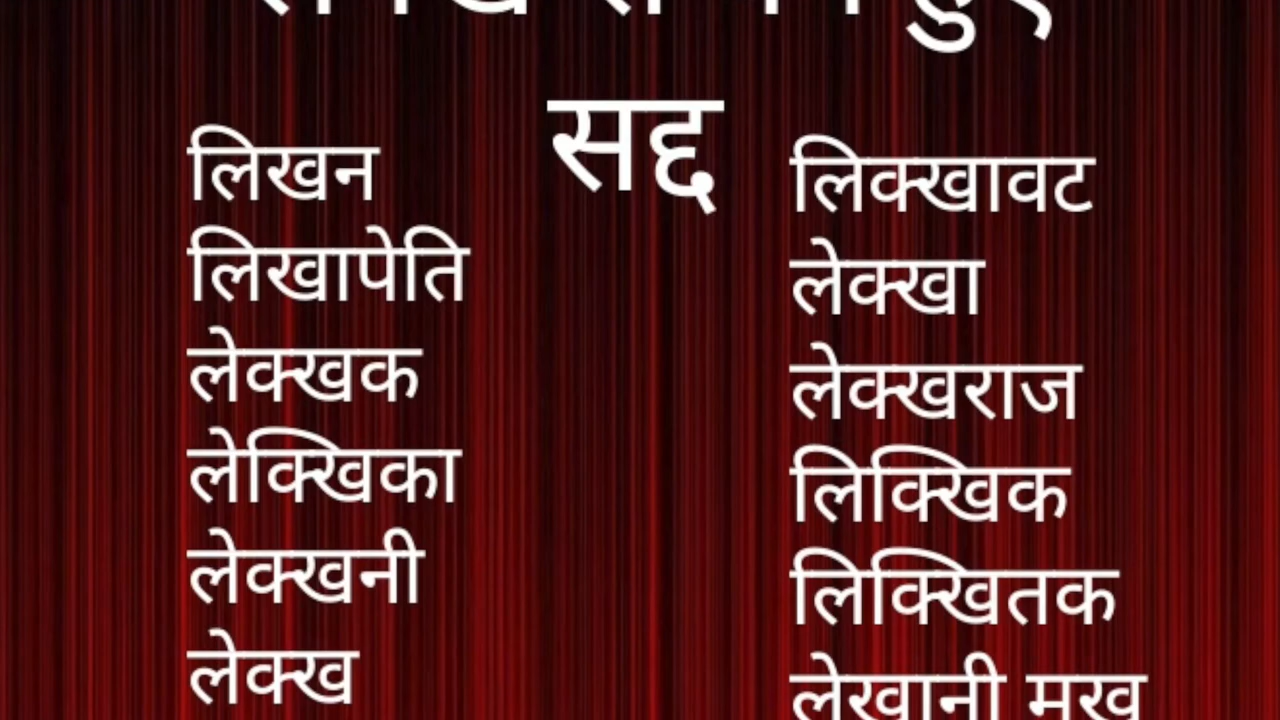 हुए
सद्द
लिखन
लिखापेति
लेक्खक
लेक्खिका
लेक्खनी
लेक्ख
लिक्खावट
लेक्खा
लेक्खराज
लिक्खिक
लिक्खितक
लेखानी मुख